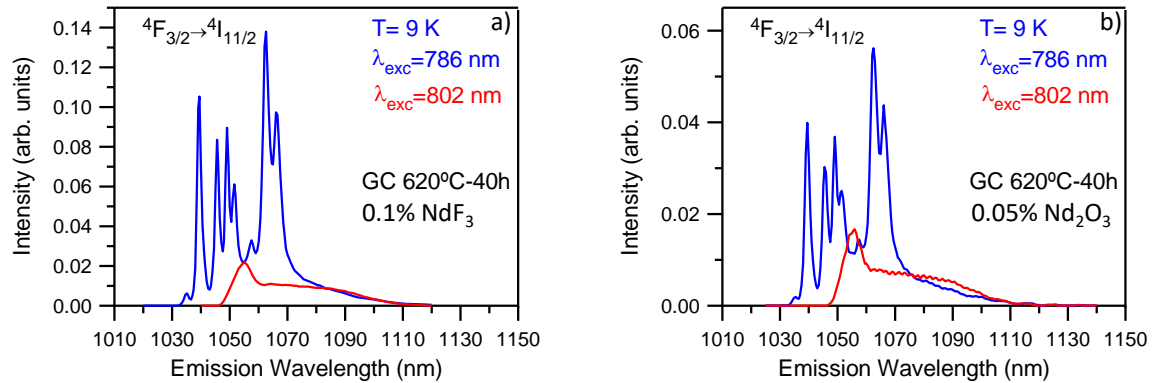 a)
⁴F₃/₂→⁴I₁₁/₂
T= 9 K
λexc=786 nm
λexc=802 nm
GC 620ºC-40h
0.1% NdF₃
Intensity (arb. units)
0.14
0.12
0.10
0.08
0.06
0.04
0.02
0.00
1010 1030 1050 1070 1090 1110 1130 1150
Emission Wavelength (nm)
b)
⁴F₃/₂→⁴I₁₁/₂
T= 9 K
λexc=786 nm
λexc=802 nm
GC 620ºC-40h
0.05% Nd₂O₃
Intensity (arb. units)
0.06
0.04
0.02
0.00
1010 1030 1050 1070 1090 1110 1130 1150
Emission Wavelength (nm)